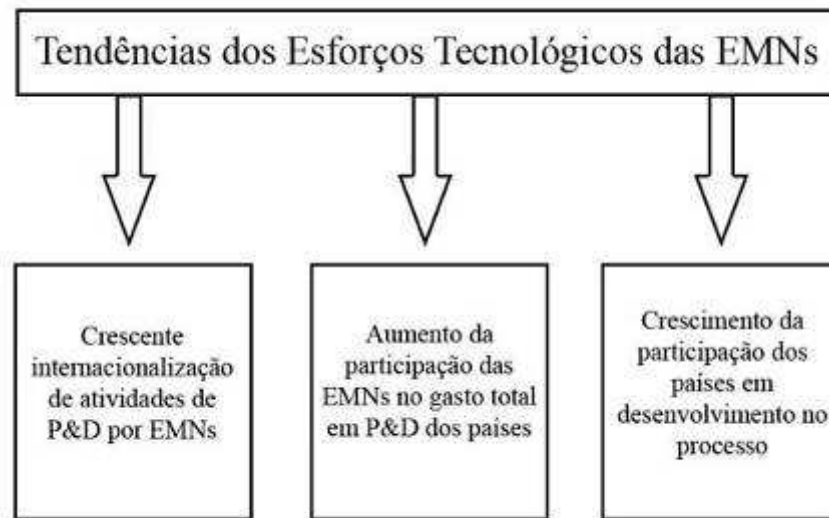 Tendências dos Esforços Tecnológicos das EMNs
Crescente
internacionalização
de atividades de
P&D por EMNs
Aumento da
participação das
EMNs no gasto total
em P&D dos países
Crescimento da
participação dos
países em
desenvolvimento no
processo